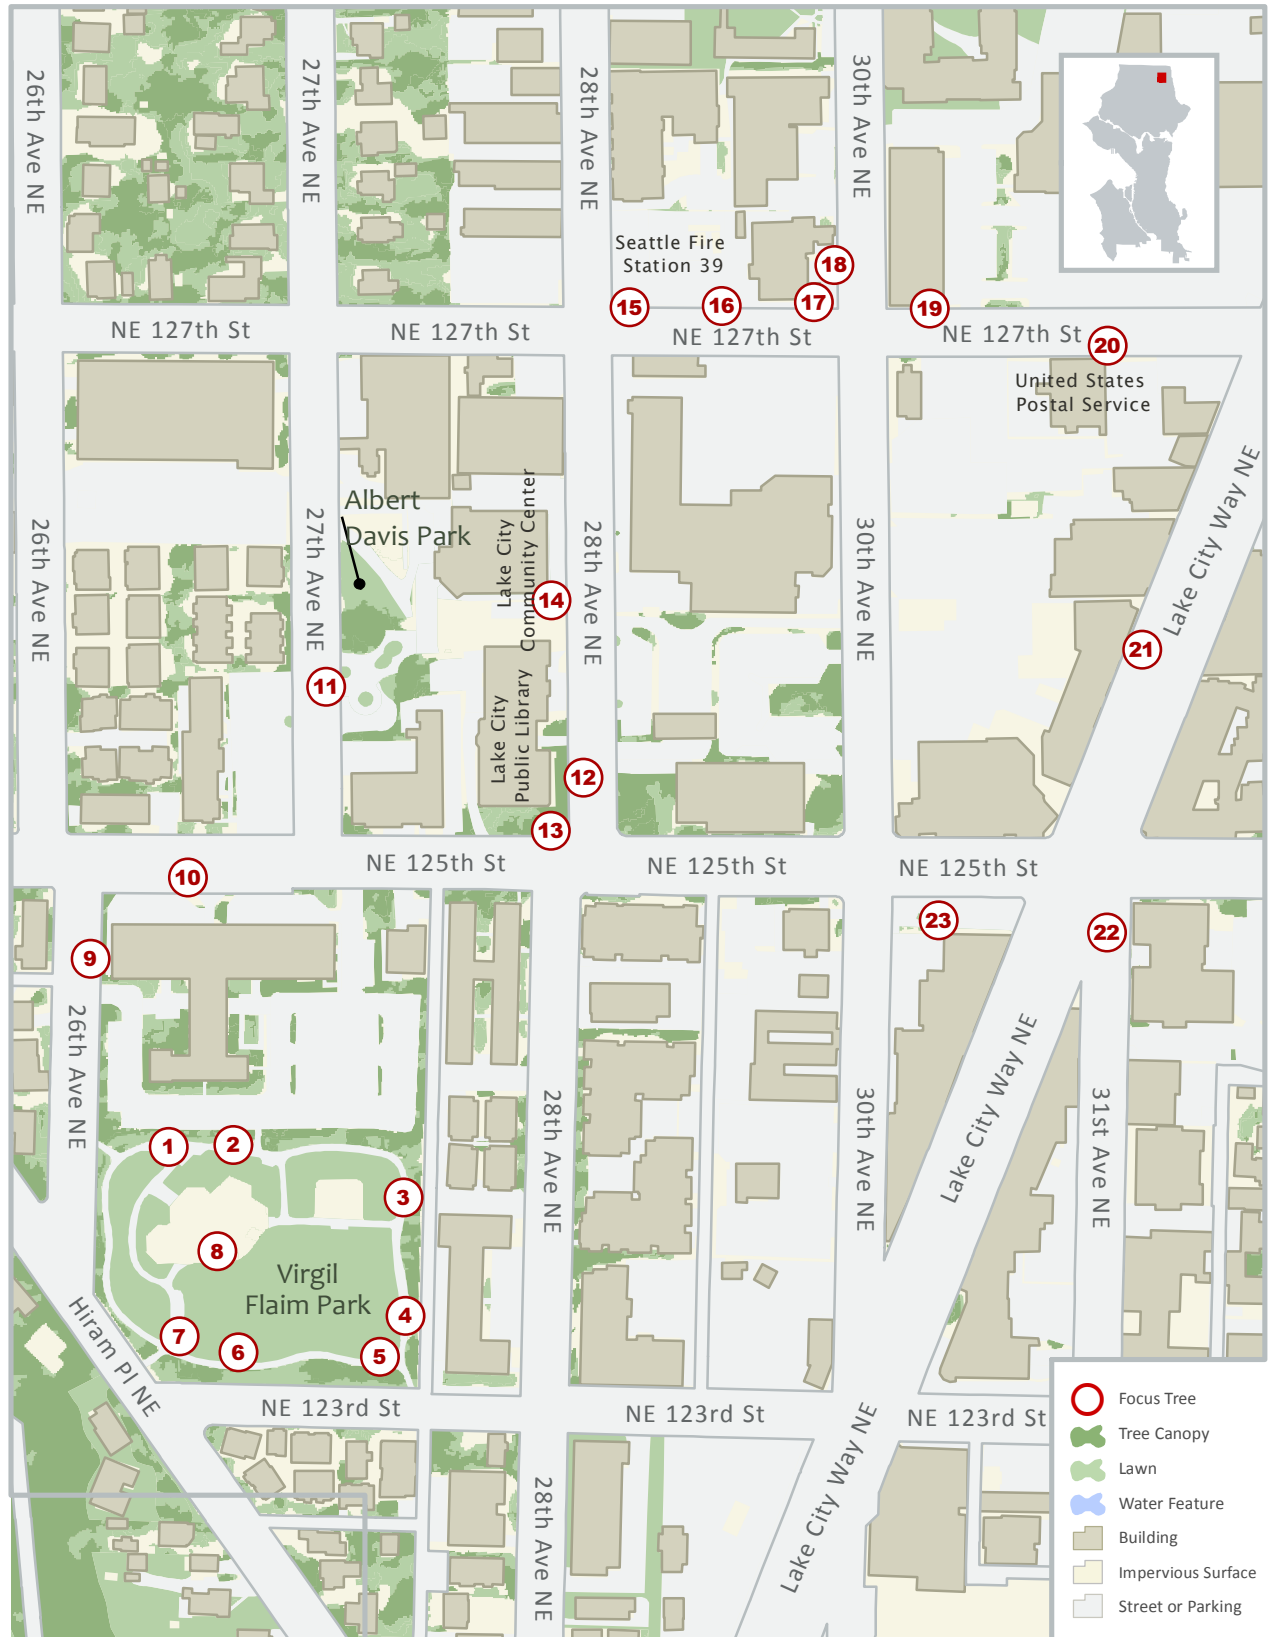 26th Ave NE
27th Ave NE
28th Ave NE
30th Ave NE
Seattle Fire
Station 39
18
15
16
17
19
NE 127th St
NE 127th St
NE 127th St
NE 127th St
20
United States
Postal Service
Albert
Davis Park
26th Ave NE
27th Ave NE
Lake City
Community Center
28th Ave NE
30th Ave NE
Lake City Way NE
14
21
11
Lake City
Public Library
12
13
NE 125th St
NE 125th St
NE 125th St
10
23
22
9
26th Ave NE
28th Ave NE
30th Ave NE
Lake City Way NE
31st Ave NE
1
2
3
8
Virgil
Flaim Park
4
7
6
5
Hiram Pl NE
NE 123rd St
NE 123rd St
NE 123rd St
28th Ave NE
Lake City Way NE
Focus Tree
Tree Canopy
Lawn
Water Feature
Building
Impervious Surface
Street or Parking